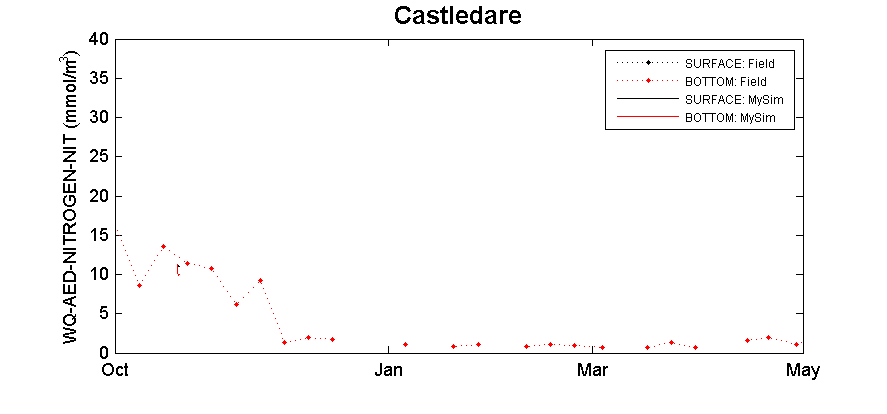 Castledare
WQ-AED-NITROGEN-NIT (mmol/m³)
40
35
30
25
20
15
10
5
0
Oct
Jan
Mar
May
SURFACE: Field
BOTTOM: Field
SURFACE: MySim
BOTTOM: MySim